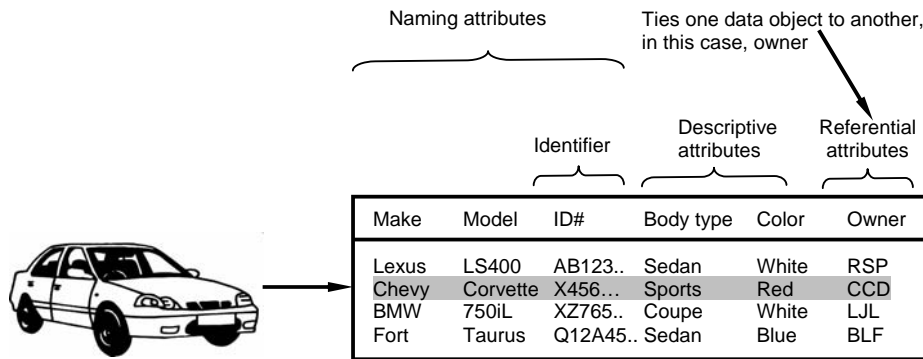 Naming attributes
Ties one data object to another,
in this case, owner
Identifier
Descriptive
attributes
Referential
attributes
Make Model ID# Body type Color Owner
Lexus LS400 AB123.. Sedan White RSP
Chevy Corvette X456... Sports Red CCD
BMW 750iL XZ765.. Coupe White LJL
Fort Taurus Q12A45.. Sedan Blue BLF